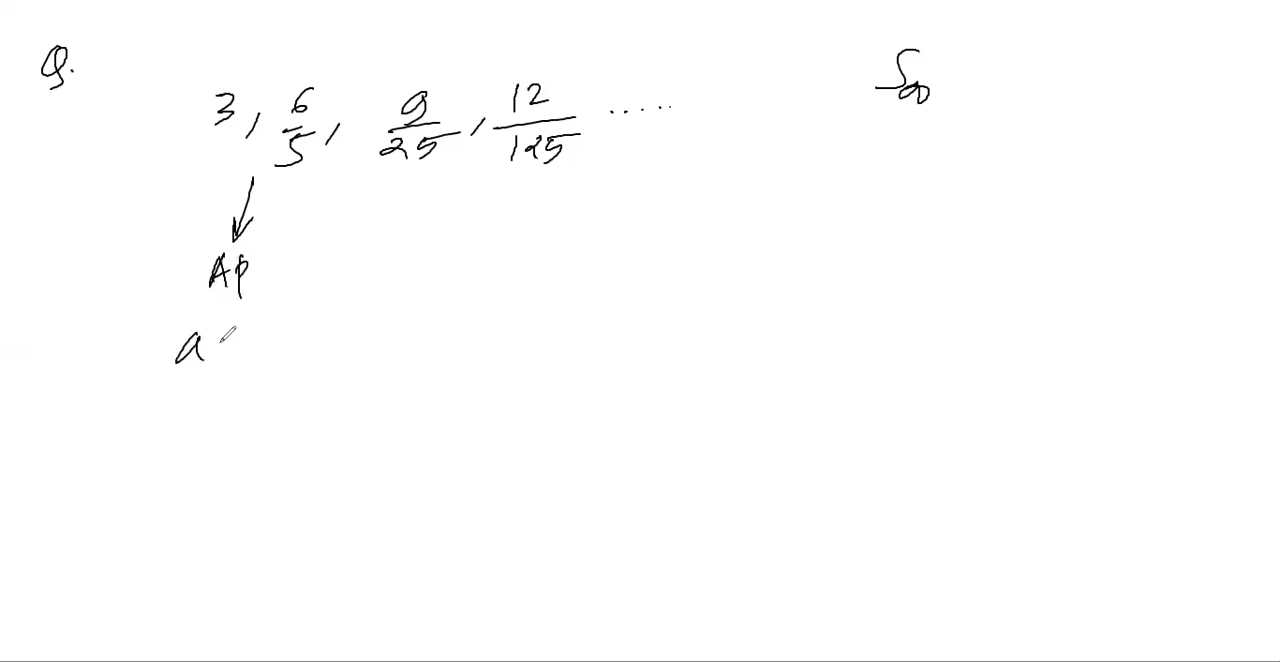 Q. S∞
3, 6/5, 9/25, 12/125 .....
AP
a